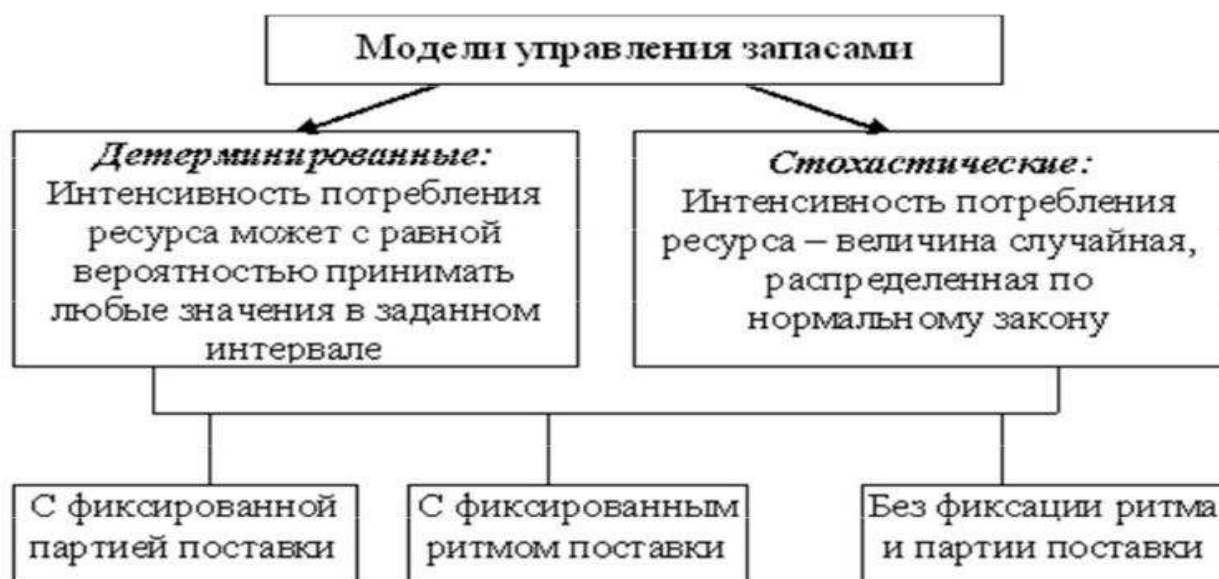 Модели управления запасами
Детерминированные:
Интенсивность потребления
ресурса может с равной
вероятностью принимать
любые значения в заданном
интервале
Стохастические:
Интенсивность потребления
ресурса – величина случайная,
распределенная по
нормальному закону
С фиксированной
партией поставки
С фиксированным
ритмом поставки
Без фиксации ритма
и партии поставки